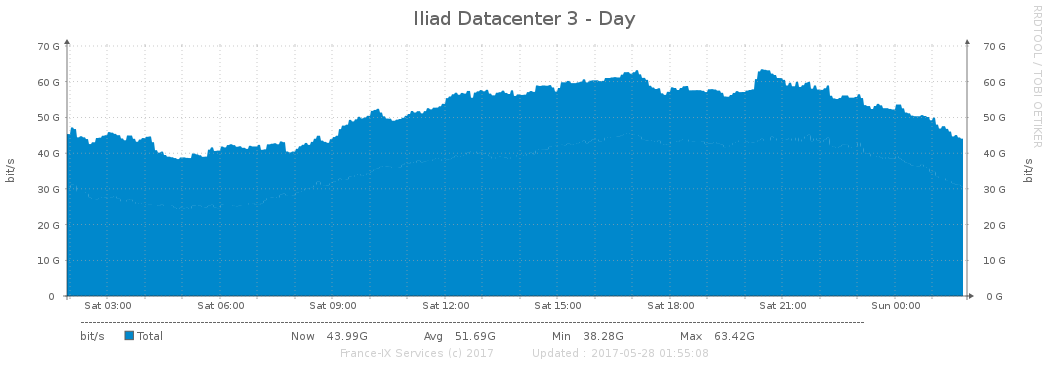 Iliad Datacenter 3 - Day
RRDTOOL / TOBI OETIKER
70 G 70 G
60 G 60 G
50 G 50 G
40 G 40 G
30 G 30 G
20 G 20 G
10 G 10 G
0 0 G
bit/s bit/s
Sat 03:00 Sat 06:00 Sat 09:00 Sat 12:00 Sat 15:00 Sat 18:00 Sat 21:00 Sun 00:00
bit/s Total Now 43.99G Avg 51.69G Min 38.28G Max 63.42G
France-IX Services (c) 2017 Updated : 2017-05-28 01:55:08